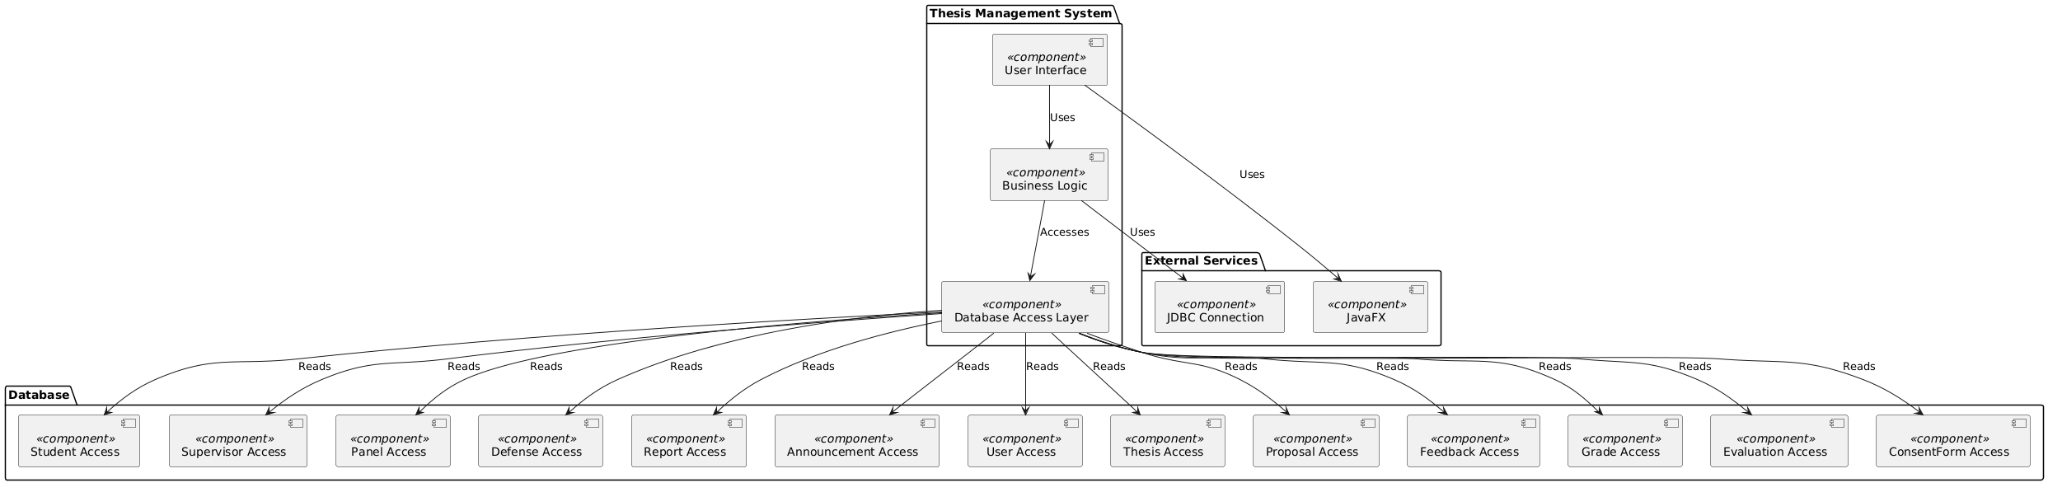 Thesis Management System
«component»
User Interface
Uses
«component»
Business Logic
Uses
Accesses
Uses
External Services
«component»
Database Access Layer
«component»
JDBC Connection
«component»
JavaFX
Reads
Reads
Reads
Reads
Reads
Reads
Reads
Reads
Reads
Reads
Reads
Reads
Reads
Database
«component»
Student Access
«component»
Supervisor Access
«component»
Panel Access
«component»
Defense Access
«component»
Report Access
«component»
Announcement Access
«component»
User Access
«component»
Thesis Access
«component»
Proposal Access
«component»
Feedback Access
«component»
Grade Access
«component»
Evaluation Access
«component»
ConsentForm Access